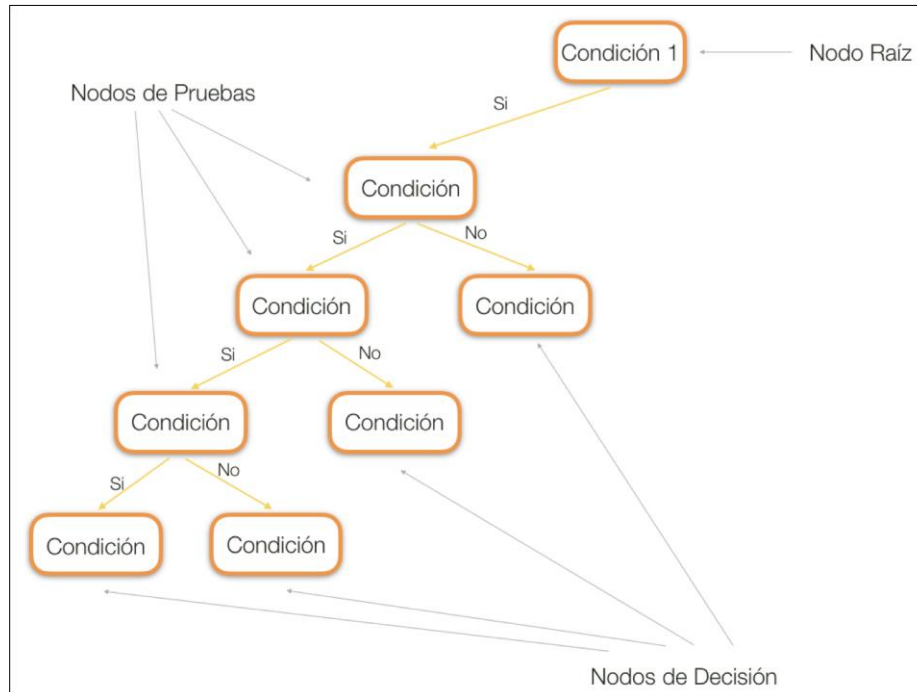 Condición 1
Nodo Raíz
Nodos de Pruebas
Si
Condición
Si
No
Condición
Condición
Si
No
Condición
Condición
Si
No
Condición
Condición
Nodos de Decisión